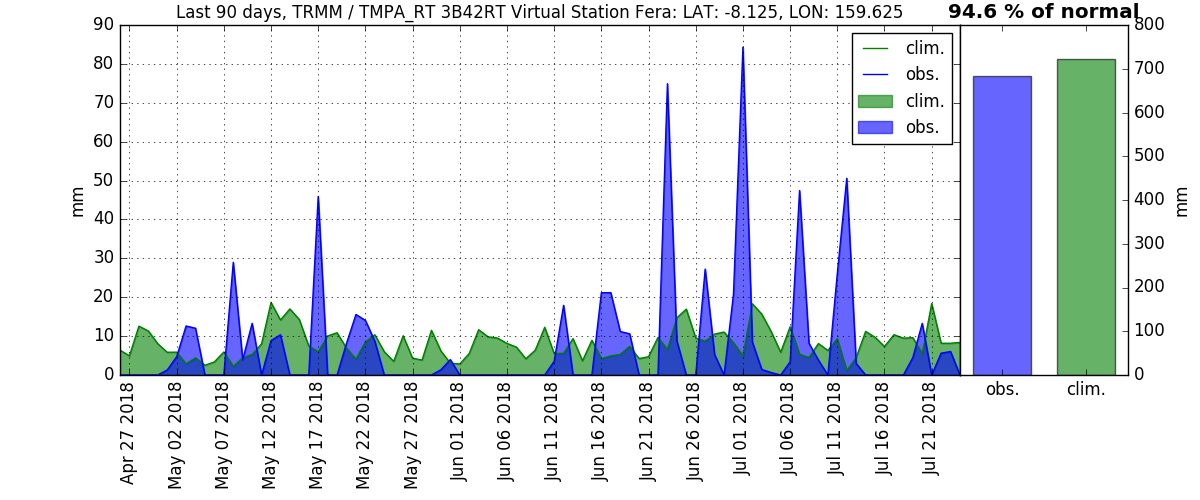 Last 90 days, TRMM / TMPA_RT 3B42RT Virtual Station Fera: LAT: -8.125, LON: 159.625
94.6 % of normal
90
80
70
60
50
40
30
20
10
0
mm
clim.
obs.
clim.
obs.
Apr 27 2018
May 02 2018
May 07 2018
May 12 2018
May 17 2018
May 22 2018
May 27 2018
Jun 01 2018
Jun 06 2018
Jun 11 2018
Jun 16 2018
Jun 21 2018
Jun 26 2018
Jul 01 2018
Jul 06 2018
Jul 11 2018
Jul 16 2018
Jul 21 2018
800
700
600
500
400
300
200
100
0
mm
obs.
clim.